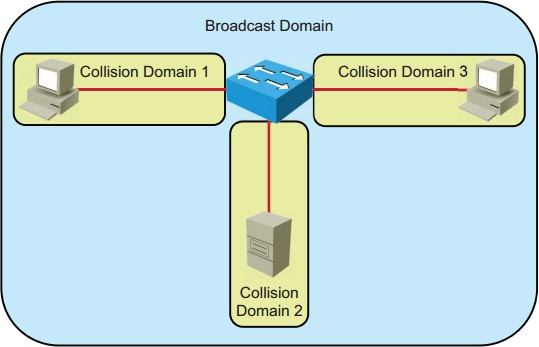 Broadcast Domain
Collision Domain 1
Collision Domain 3
Collision
Domain 2